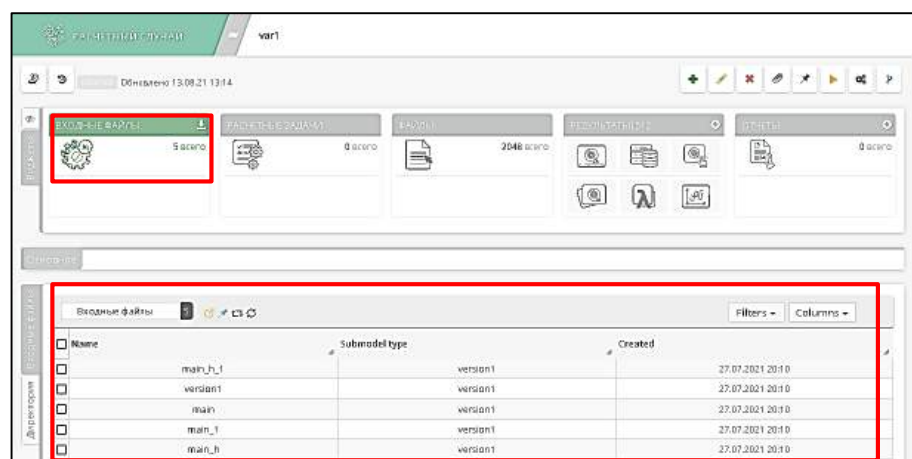 РАСЧЕТНЫЙ СЛУЧАЙ var1
Обновлено 13.08.21 13:14
ВХОДНЫЕ ФАЙЛЫ РАСЧЕТНЫЕ ЗАДАЧИ ФАЙЛЫ ОТЧЕТЫ
5 всего 0 всего 2048 всего 0 всего
Основное
Входные файлы
Входные файлы 5 Filters Columns
Директория
Name Submodel type Created
main_h_1 version1 27.07.2021 20:10
version1 version1 27.07.2021 20:10
main version1 27.07.2021 20:10
main_1 version1 27.07.2021 20:10
main_h version1 27.07.2021 20:10